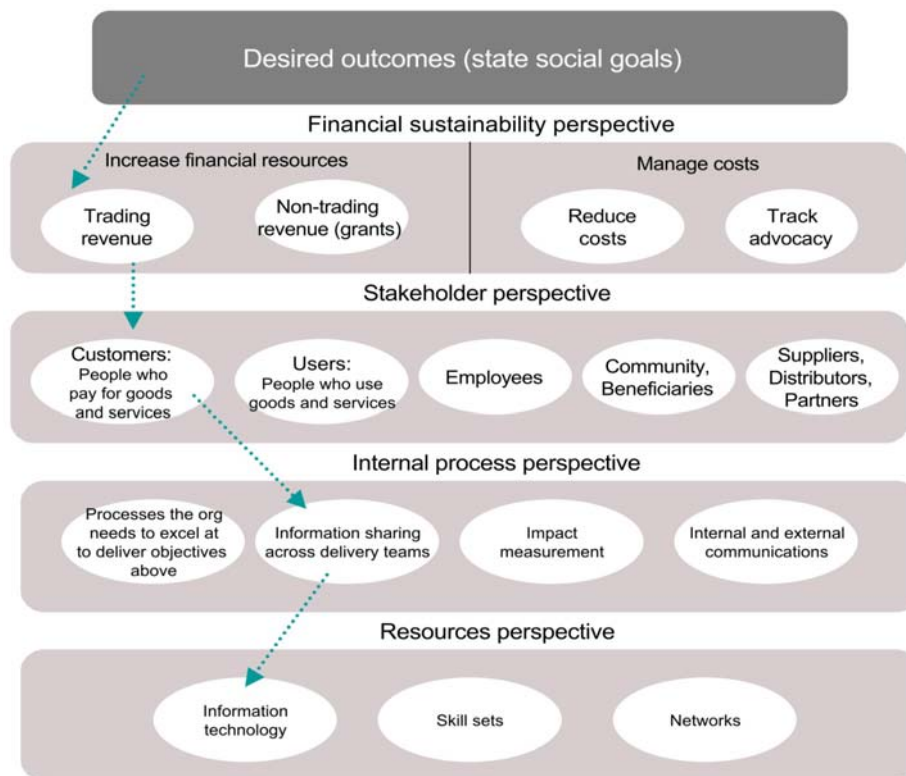 Desired outcomes (state social goals)
Financial sustainability perspective
Increase financial resources
Manage costs
Trading
revenue
Non-trading
revenue (grants)
Reduce
costs
Track
advocacy
Stakeholder perspective
Customers:
People who
pay for goods
and services
Users:
People who use
goods and services
Employees
Community,
Beneficiaries
Suppliers,
Distributors,
Partners
Internal process perspective
Processes the org
needs to excel at
to deliver objectives
above
Information sharing
across delivery teams
Impact
measurement
Internal and external
communications
Resources perspective
Information
technology
Skill sets
Networks